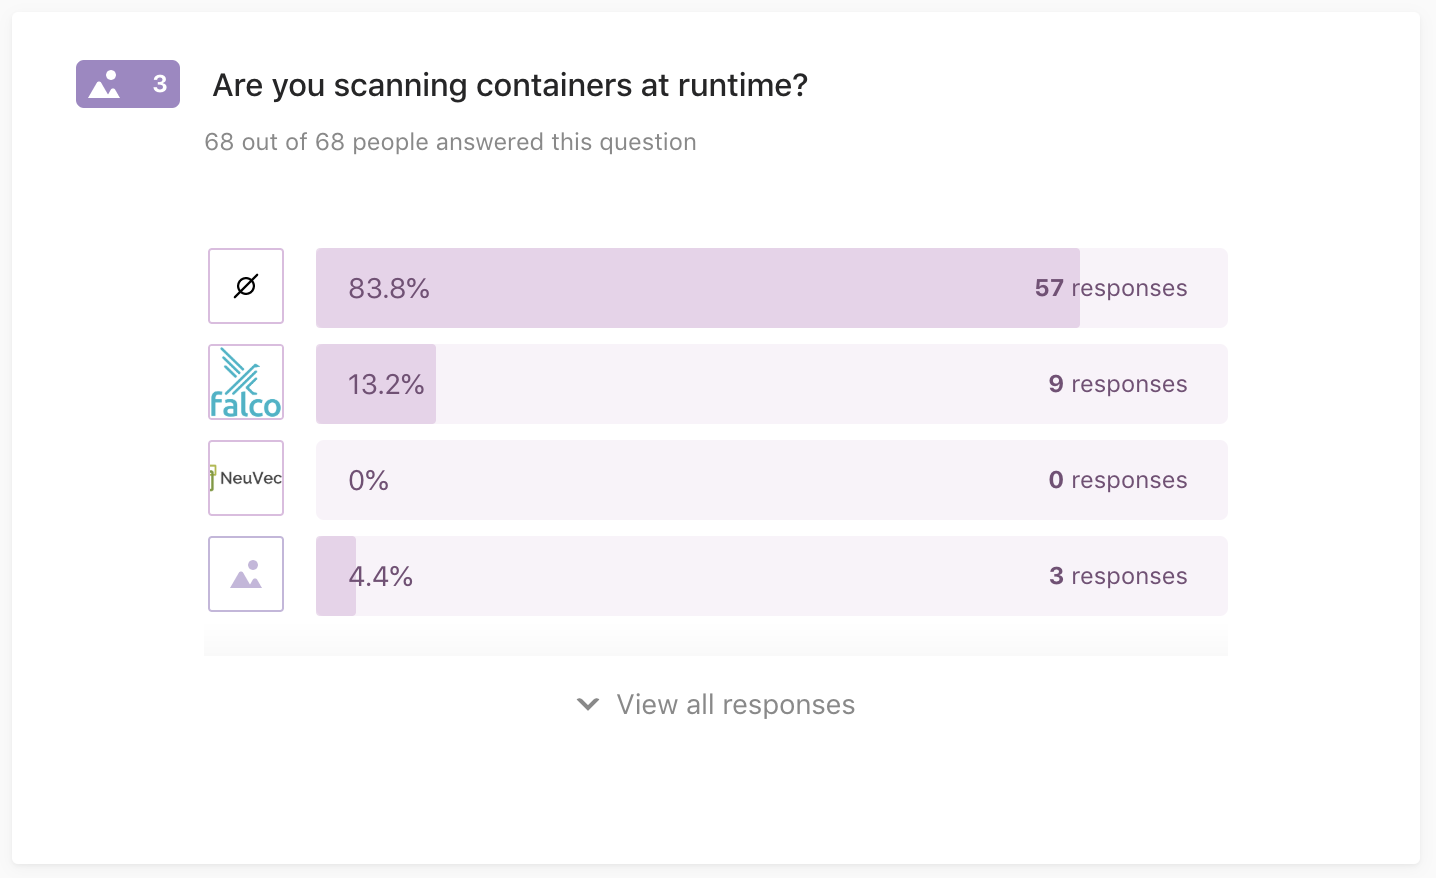 3 Are you scanning containers at runtime?
68 out of 68 people answered this question
83.8% 57 responses
falco 13.2% 9 responses
NeuVec 0% 0 responses
4.4% 3 responses
View all responses